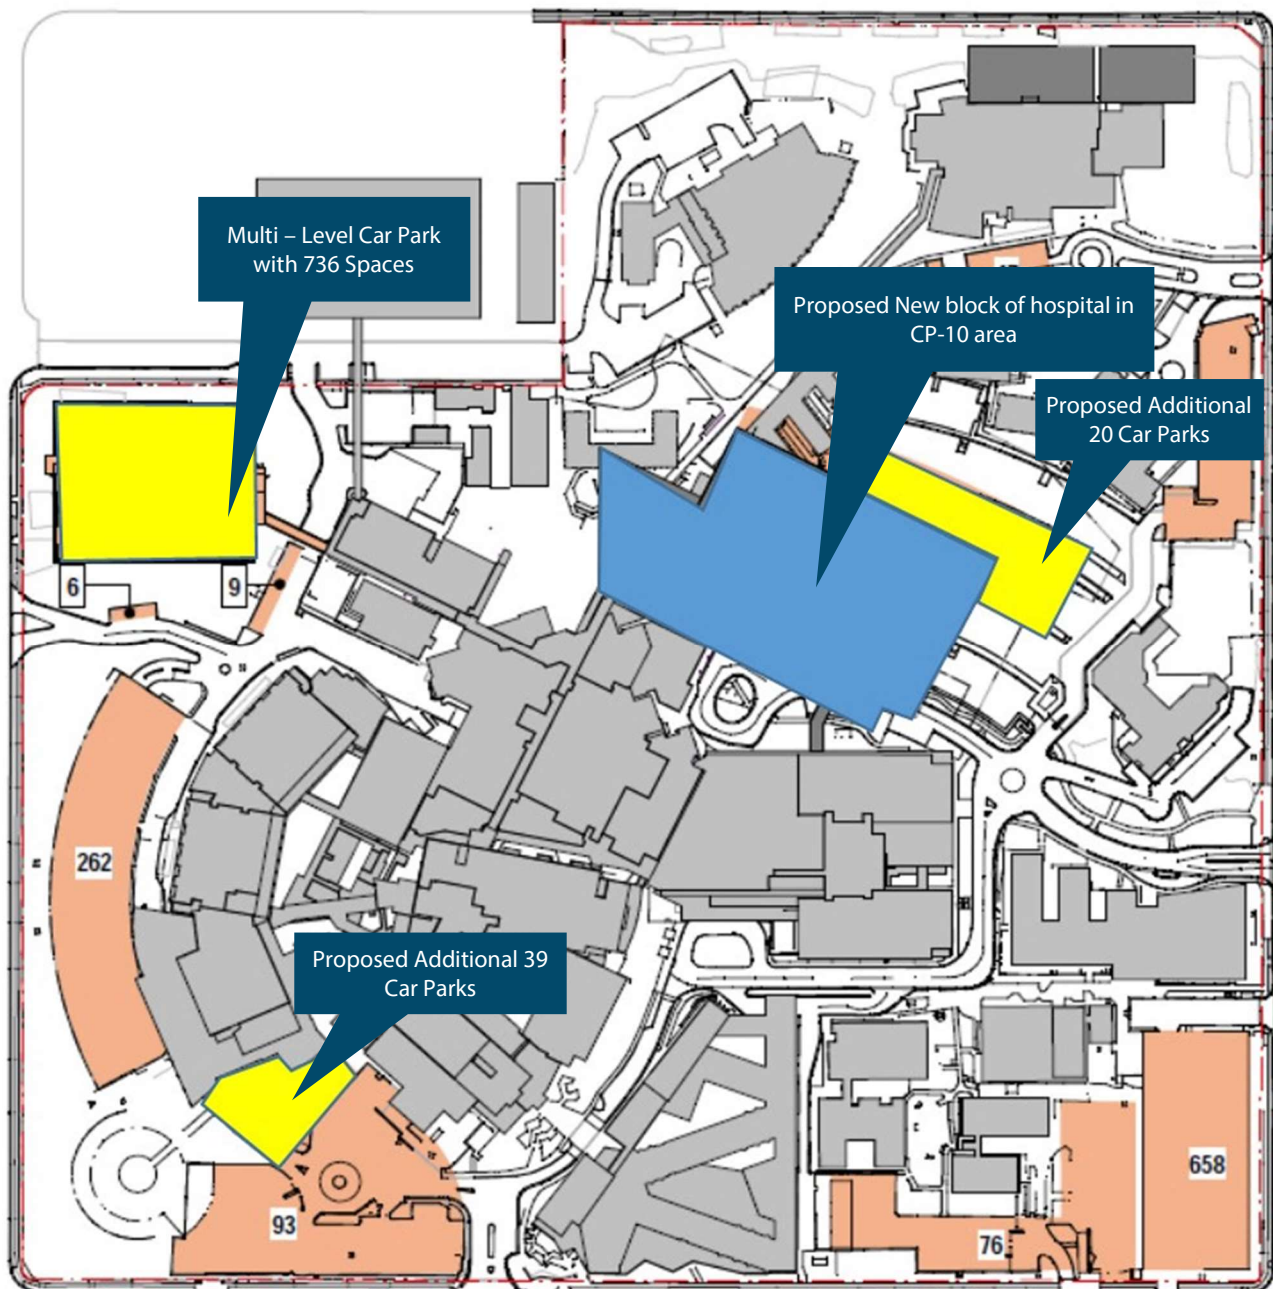 Multi – Level Car Park
with 736 Spaces
Proposed New block of hospital in
CP-10 area
Proposed Additional
20 Car Parks
6
9
262
Proposed Additional 39
Car Parks
93
76
658